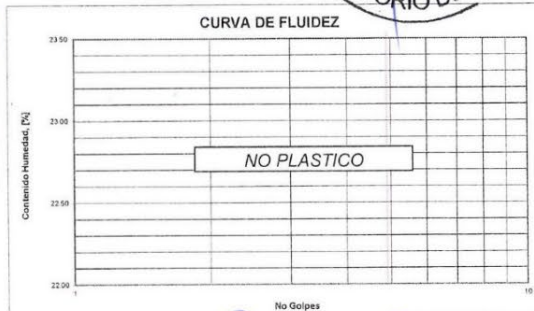 CURVA DE FLUIDEZ
23.50
23.00
22.50
22.00
Contenido Humedad, [%]
NO PLASTICO
1
10
No Golpes